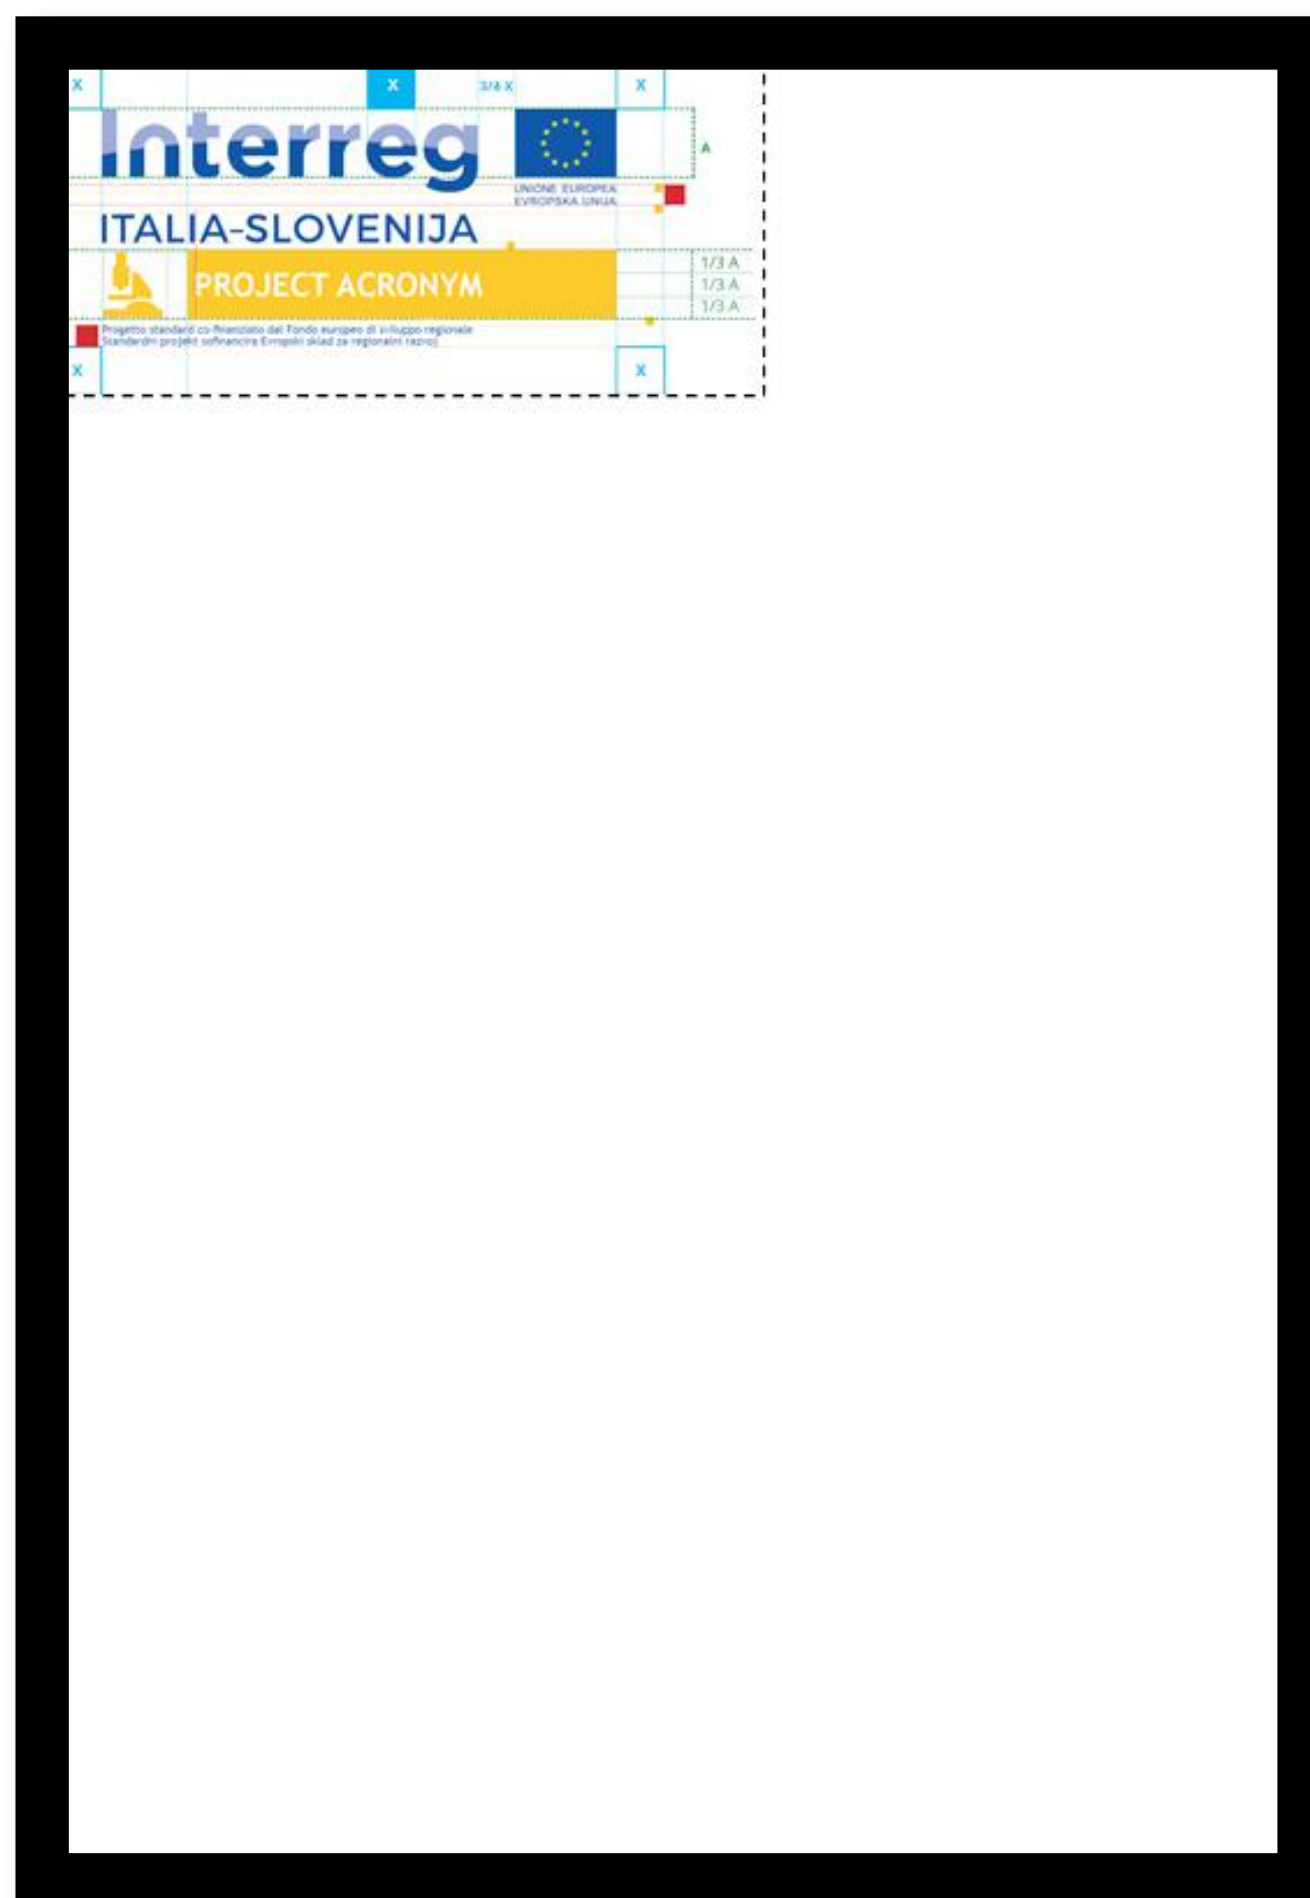 X X 3/4 X X
Interreg
A
UNIONE EUROPEA
EVROPSKA UNIJA
ITALIA-SLOVENIJA
1/3 A
PROJECT ACRONYM 1/3 A
1/3 A
Progetto standard co-finanziato dal Fondo europeo di sviluppo regionale
Standardni projekt sofinancira Evropski sklad za regionalni razvoj
X X